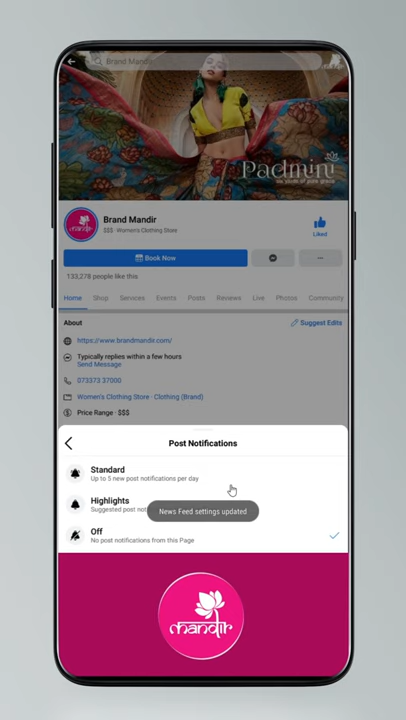 Brand Mandir
Padmini
Brand Mandir
$$$ · Women's Clothing Store
Liked
Book Now
133,278 people like this
Home Shop Services Events Posts Reviews Live Photos Community
About
Suggest Edits
https://www.brandmandir.com/
Typically replies within a few hours
Send Message
073373 37000
Women's Clothing Store · Clothing (Brand)
Price Range · $$$
Post Notifications
Standard
Up to 5 new post notifications per day
Highlights
Suggested post
News Feed settings updated
Off
No post notifications from this Page
mandir